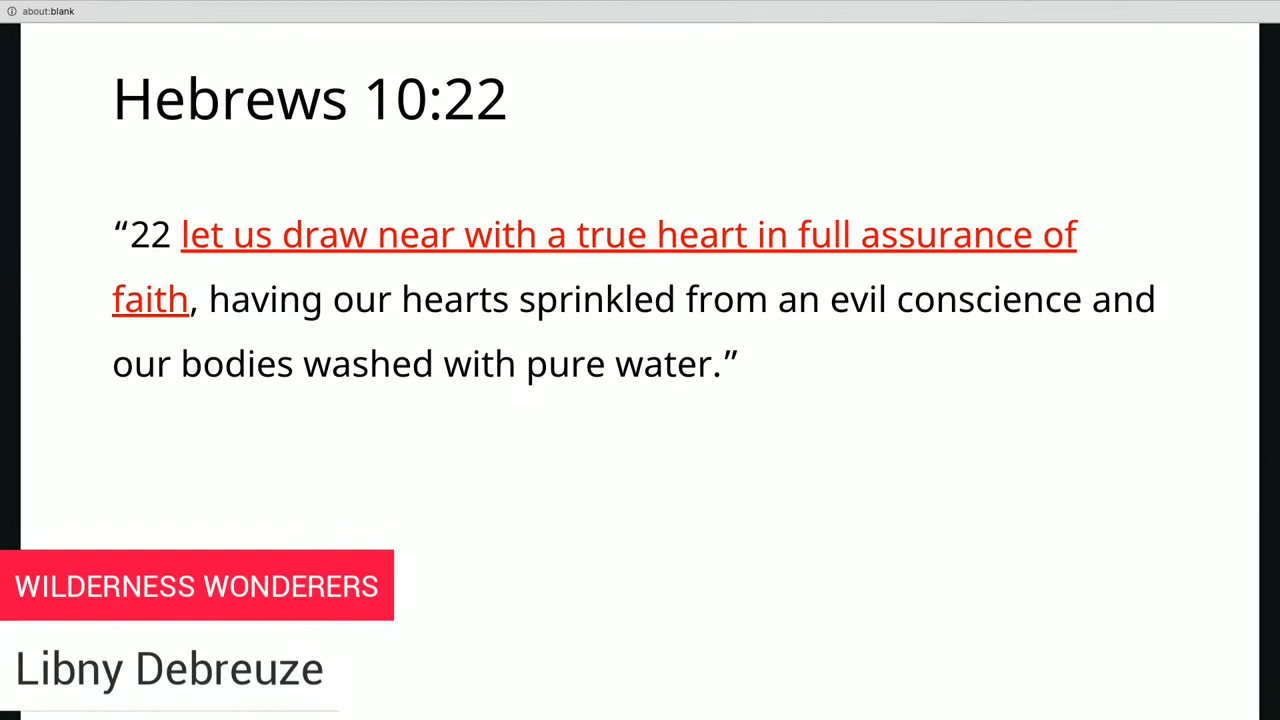 about:blank
Hebrews 10:22
“22 let us draw near with a true heart in full assurance of
faith, having our hearts sprinkled from an evil conscience and
our bodies washed with pure water.”
WILDERNESS WONDERERS
Libny Debreuze